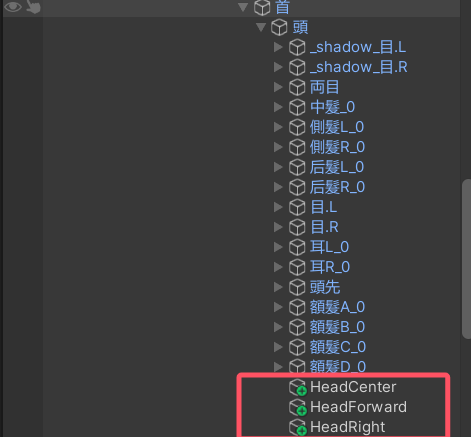 首
頭
_shadow_目.L
_shadow_目.R
両目
中髪_0
側髪L_0
側髪R_0
后髪L_0
后髪R_0
目.L
目.R
耳L_0
耳R_0
頭先
額髪A_0
額髪B_0
額髪C_0
額髪D_0
HeadCenter
HeadForward
HeadRight